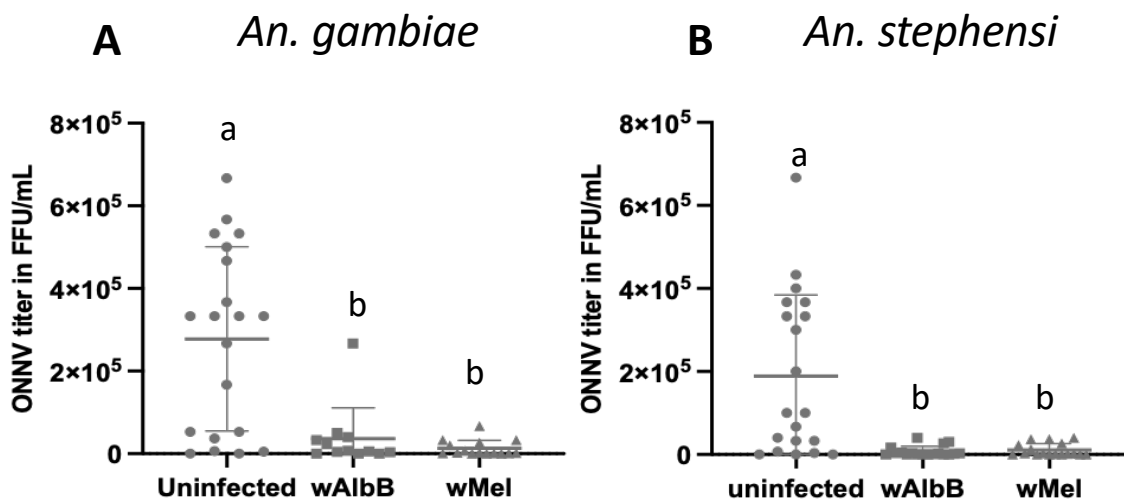 A An. gambiae
ONNV titer in FFU/mL
8×10⁵
6×10⁵
4×10⁵
2×10⁵
0
a
b
b
Uninfected wAlbB wMel
B An. stephensi
ONNV titer in FFU/mL
8×10⁵
6×10⁵
4×10⁵
2×10⁵
0
a
b
b
uninfected wAlbB wMel